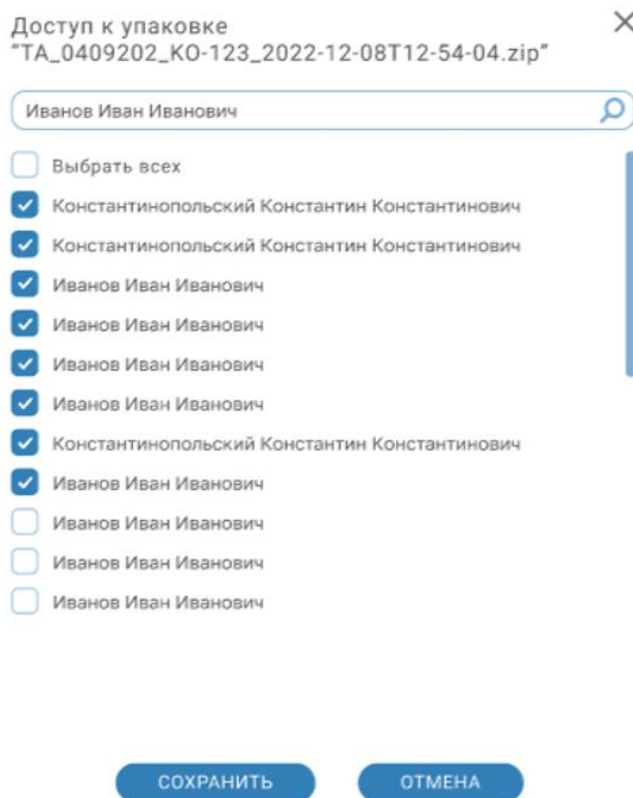 Доступ к упаковке
“TA_0409202_KO-123_2022-12-08T12-54-04.zip”
Иванов Иван Иванович
Выбрать всех
Константинопольский Константин Константинович
Константинопольский Константин Константинович
Иванов Иван Иванович
Иванов Иван Иванович
Иванов Иван Иванович
Иванов Иван Иванович
Константинопольский Константин Константинович
Иванов Иван Иванович
Иванов Иван Иванович
Иванов Иван Иванович
Иванов Иван Иванович
СОХРАНИТЬ
ОТМЕНА